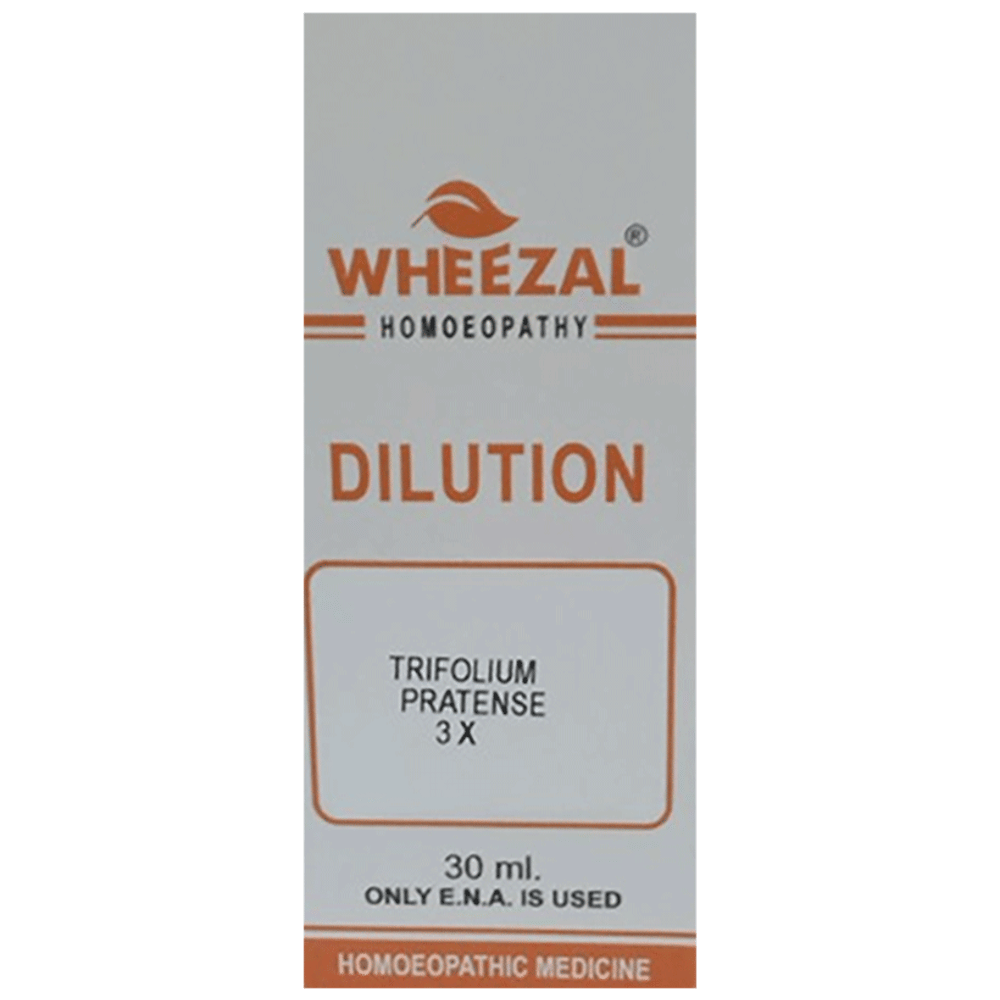 WHEEZAL®
HOMOEOPATHY
DILUTION
TRIFOLIUM
PRATENSE
3 X
30 ml.
ONLY E.N.A. IS USED
HOMOEOPATHIC MEDICINE